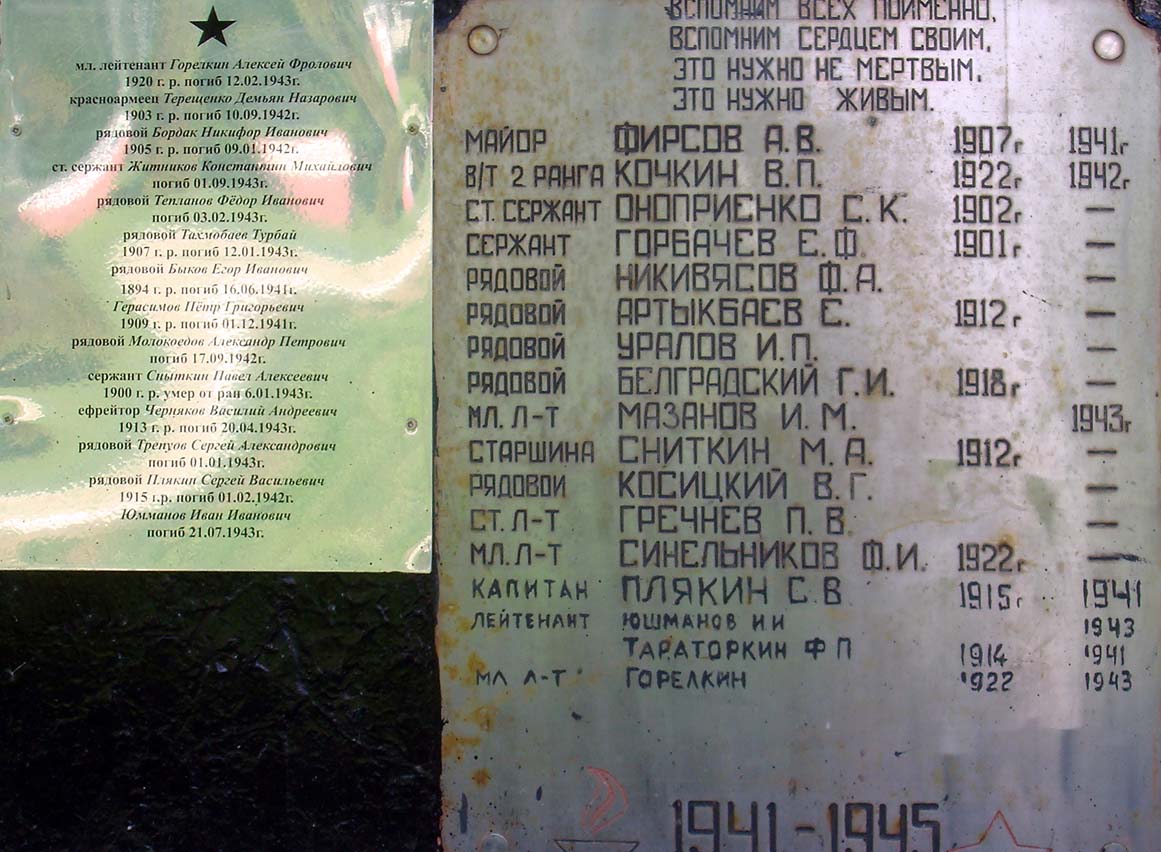 мл. лейтенант Горелкин Алексей Фролович
1920 г. р. погиб 12.02.1943г.
красноармеец Терещенко Демьян Назарович
1903 г. р. погиб 10.09.1942г.
рядовой Бордак Никифор Иванович
1905 г. р. погиб 09.01.1942г.
ст. сержант Житников Константин Михайлович
погиб 01.09.1943г.
рядовой Тепланов Фёдор Иванович
погиб 03.02.1943г.
рядовой Тахмобаев Турбай
1907 г. р. погиб 12.01.1943г.
рядовой Быков Егор Иванович
1894 г. р. погиб 16.06.1941г.
Герасимов Пётр Григорьевич
1909 г. р. погиб 01.12.1941г.
рядовой Молокоедов Александр Петрович
погиб 17.09.1942г.
сержант Сныткин Павел Алексеевич
1900 г. р. умер от ран 6.01.1943г.
ефрейтор Черняков Василий Андреевич
1913 г. р. погиб 20.04.1943г.
рядовой Трепуов Сергей Александрович
погиб 01.01.1943г.
рядовой Плякин Сергей Васильевич
1915 г.р. погиб 01.02.1942г.
Юмманов Иван Иванович
погиб 21.07.1943г.
ВСПОМНИМ ВСЕХ ПОИМЕННО,
ВСПОМНИМ СЕРДЦЕМ СВОИМ,
ЭТО НУЖНО НЕ МЕРТВЫМ,
ЭТО НУЖНО ЖИВЫМ.
МАЙОР ФИРСОВ А.В. 1907г 1941г
В/Т 2 РАНГА КОЧКИН В.П. 1922г 1942г
СТ. СЕРЖАНТ ОНОПРИЕНКО С.К. 1902г —
СЕРЖАНТ ГОРБАЧЕВ Е.Ф. 1901г —
РЯДОВОЙ НИКИВЯСОВ Ф.А. —
РЯДОВОЙ АРТЫКБАЕВ Е. 1912г —
РЯДОВОЙ УРАЛОВ И.П. —
РЯДОВОЙ БЕЛГРАДСКИЙ Г.И. 1918г —
МЛ. Л-Т МАЗАНОВ И.М. 1943г
СТАРШИНА СНИТКИН М.А. 1912г —
РЯДОВОЙ КОСИЦКИЙ В.Г. —
СТ. Л-Т ГРЕЧНЕВ П.В. —
МЛ. Л-Т СИНЕЛЬНИКОВ Ф.И. 1922г —
КАПИТАН ПЛЯКИН С.В 1915г 1941
ЛЕЙТЕНАНТ ЮШМАНОВ И И 1943
ТАРАТОРКИН Ф П 1914 1941
МЛ Л-Т ГОРЕЛКИН 1922 1943
1941-1945